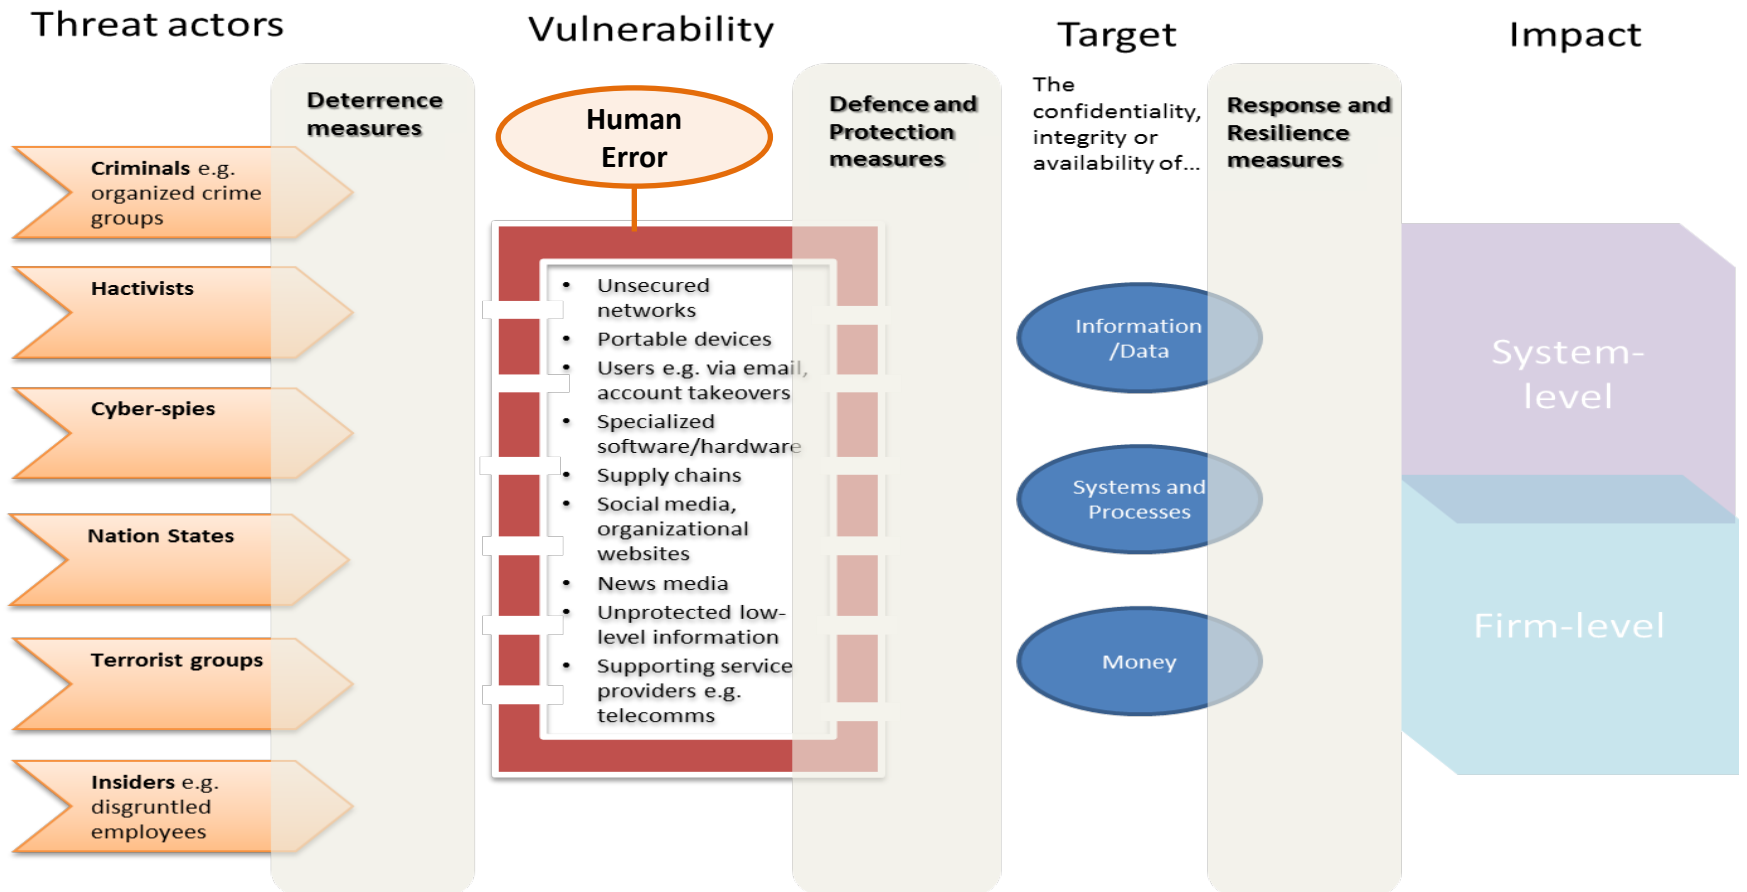 Threat actors
Vulnerability
Target
Impact
Deterrence
measures
Criminals e.g.
organized crime
groups
Hactivists
Cyber-spies
Nation States
Terrorist groups
Insiders e.g.
disgruntled
employees
Human
Error
• Unsecured
networks
• Portable devices
• Users e.g. via email,
account takeovers
• Specialized
software/hardware
• Supply chains
• Social media,
organizational
websites
• News media
• Unprotected low-
level information
• Supporting service
providers e.g.
telecomms
Defence and
Protection
measures
The
confidentiality,
integrity or
availability of...
Information
/Data
Systems and
Processes
Money
Response and
Resilience
measures
System-
level
Firm-level